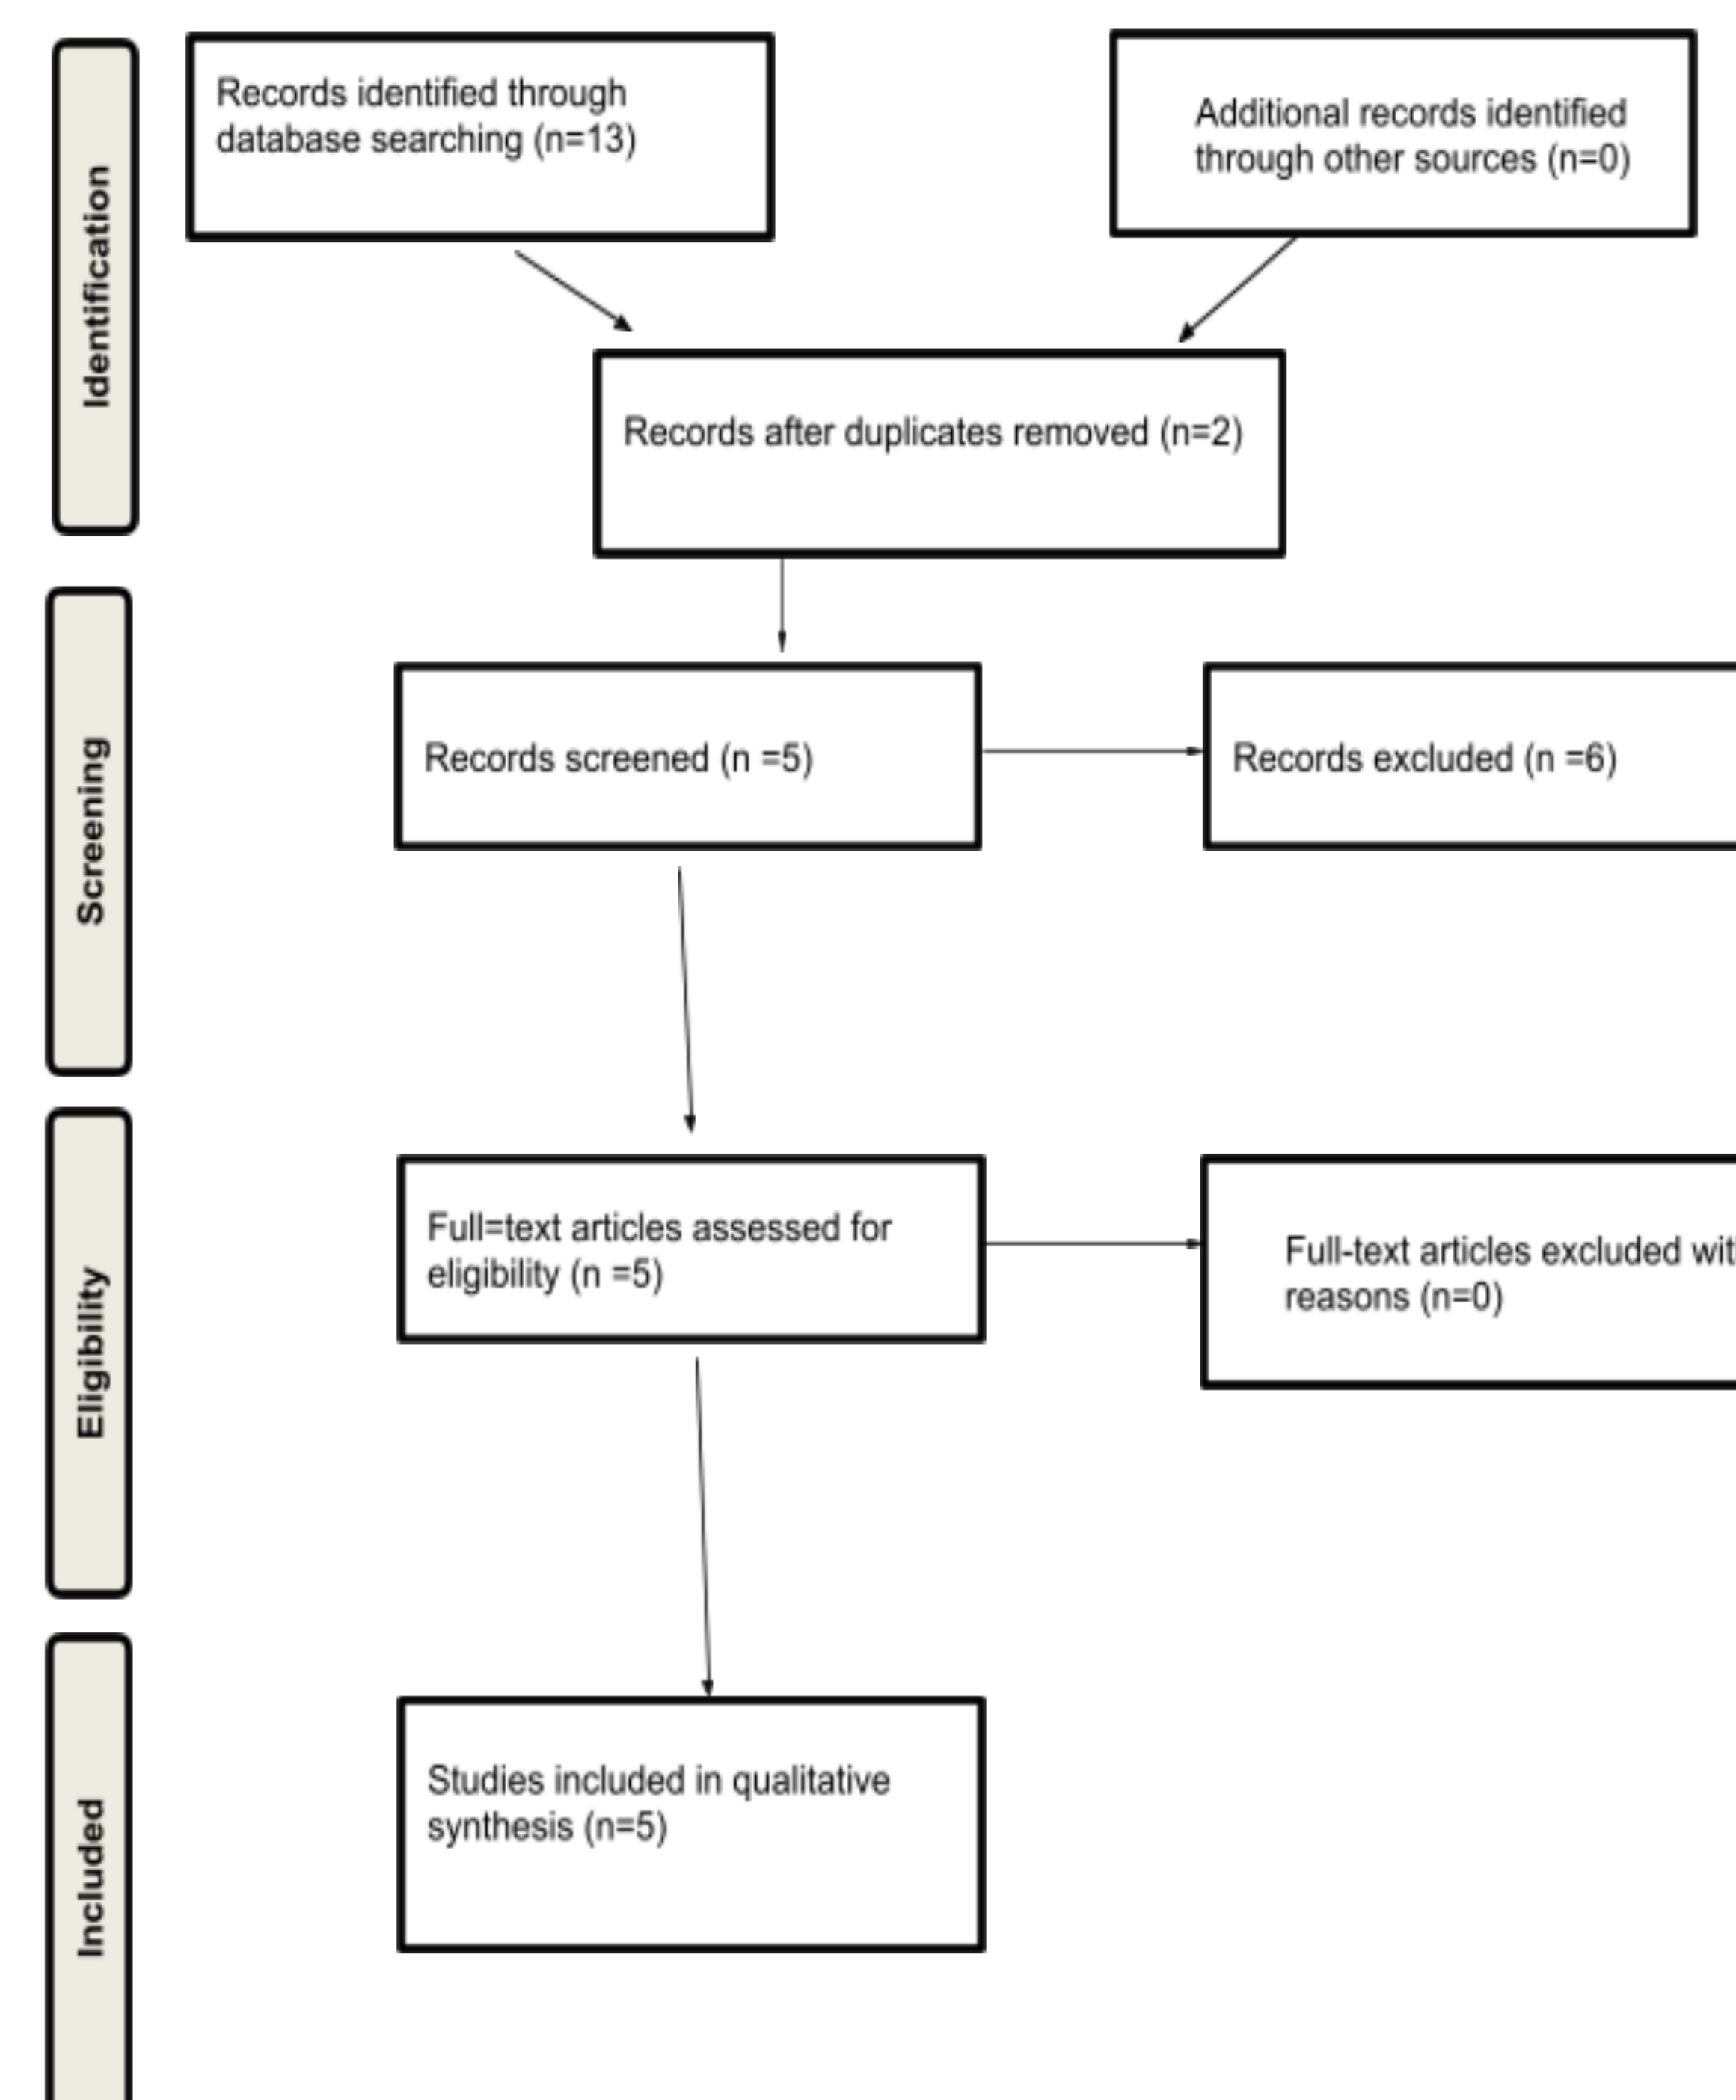 Identification
Records identified through
database searching (n=13)
Additional records identified
through other sources (n=0)
Records after duplicates removed (n=2)
Screening
Records screened (n =5)
Records excluded (n =6)
Eligibility
Full=text articles assessed for
eligibility (n =5)
Full-text articles excluded
reasons (n=0)
Included
Studies included in qualitative
synthesis (n=5)